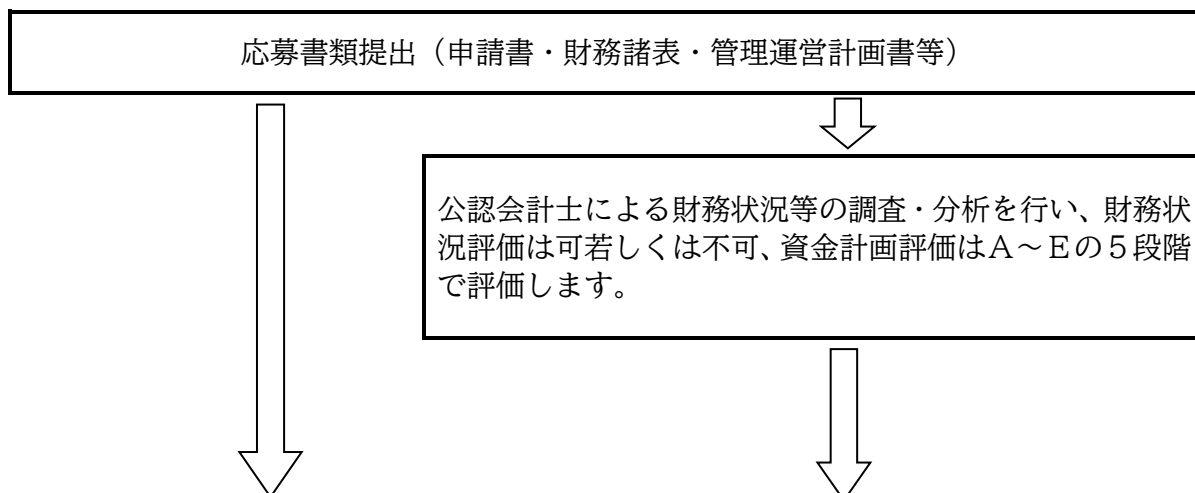 応募書類提出（申請書・財務諸表・管理運営計画書等）
公認会計士による財務状況等の調査・分析を行い、財務状
況評価は可若しくは不可、資金計画評価はＡ～Ｅの５段階
で評価します。